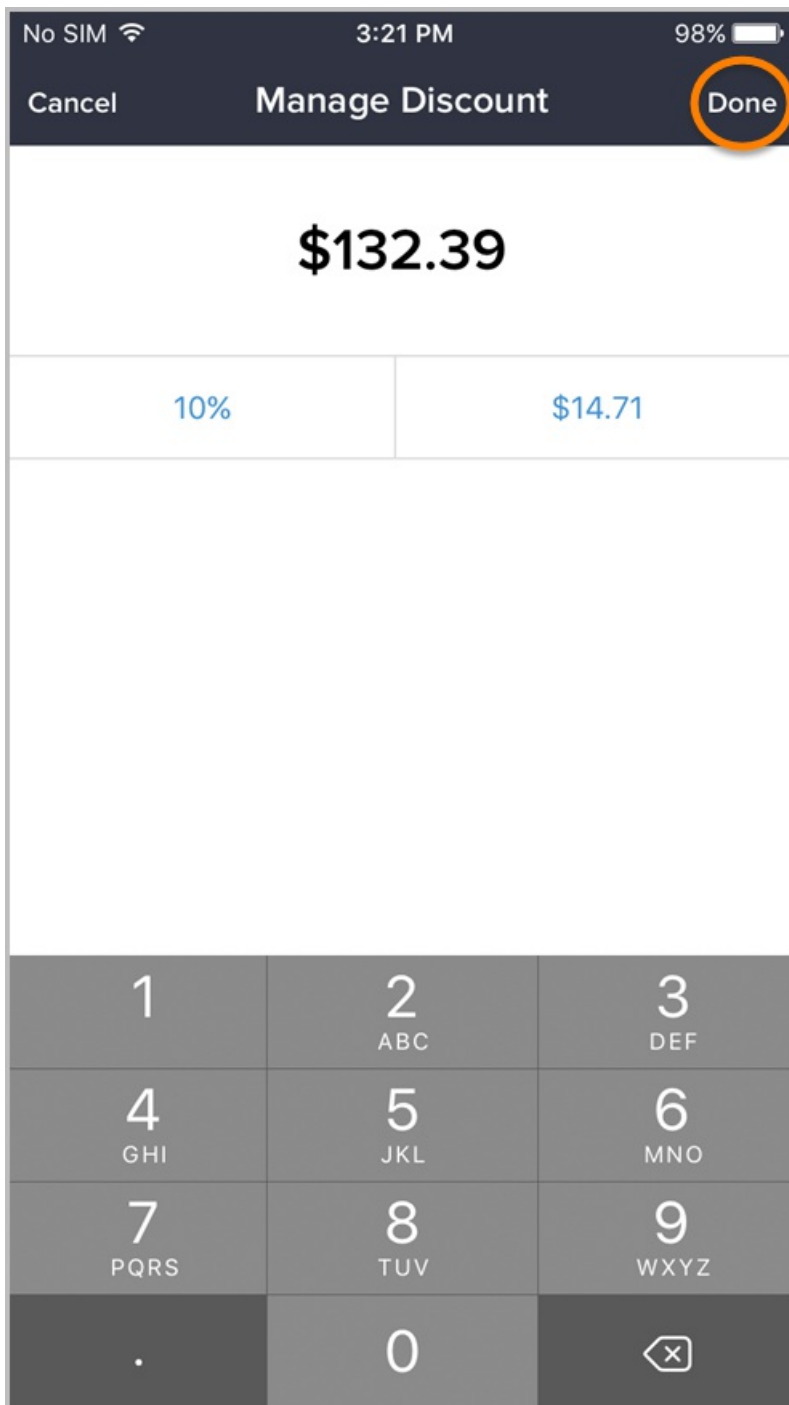 No SIM 3:21 PM 98%
Cancel Manage Discount Done
$132.39
10% $14.71
1 2 3
ABC DEF
4 5 6
GHI JKL MNO
7 8 9
PQRS TUV WXYZ
. 0